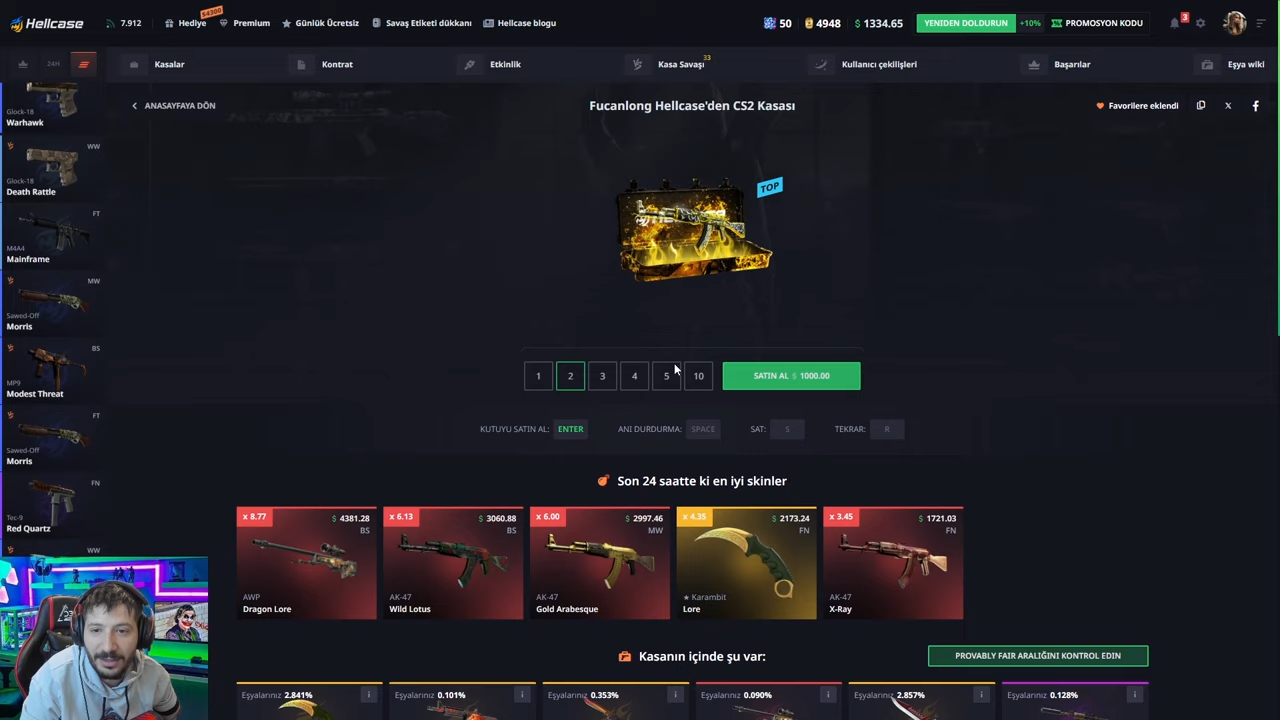 Hellcase
7.912
Hediye
$4300
Premium
Günlük Ücretsiz
Savaş Etiketi dükkanı
Hellcase blogu
50
4948
$ 1334.65
YENİDEN DOLDURUN
+10%
PROMOSYON KODU
3
24H
Kasalar
Kontrat
Etkinlik
Kasa Savaşı
33
Kullanıcı çekilişleri
Başarılar
Eşya wiki
ANASAYFAYA DÖN
Fucanlong Hellcase'den CS2 Kasası
Favorilere eklendi
Glock-18
Warhawk
WW
Glock-18
Death Rattle
FT
M4A4
Mainframe
MW
Sawed-Off
Morris
BS
MP9
Modest Threat
FT
Sawed-Off
Morris
FN
Tec-9
Red Quartz
WW
TOP
1
2
3
4
5
10
SATIN AL $ 1000.00
KUTUYU SATIN AL: ENTER
ANI DURDURMA: SPACE
SAT: S
TEKRAR: R
Son 24 saatte ki en iyi skinler
x 8.77
$ 4381.28
BS
AWP
Dragon Lore
x 6.13
$ 3060.88
BS
AK-47
Wild Lotus
x 6.00
$ 2997.46
MW
AK-47
Gold Arabesque
x 4.35
$ 2173.24
FN
★ Karambit
Lore
x 3.45
$ 1721.03
FN
AK-47
X-Ray
Kasanın içinde şu var:
PROVABLY FAIR ARALIĞINI KONTROL EDIN
Eşyalarınız 2.841%
Eşyalarınız 0.101%
Eşyalarınız 0.353%
Eşyalarınız 0.090%
Eşyalarınız 2.857%
Eşyalarınız 0.128%